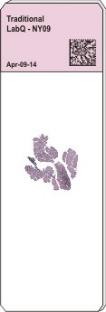 Traditional
LabQ - NY09
Apr-09-14